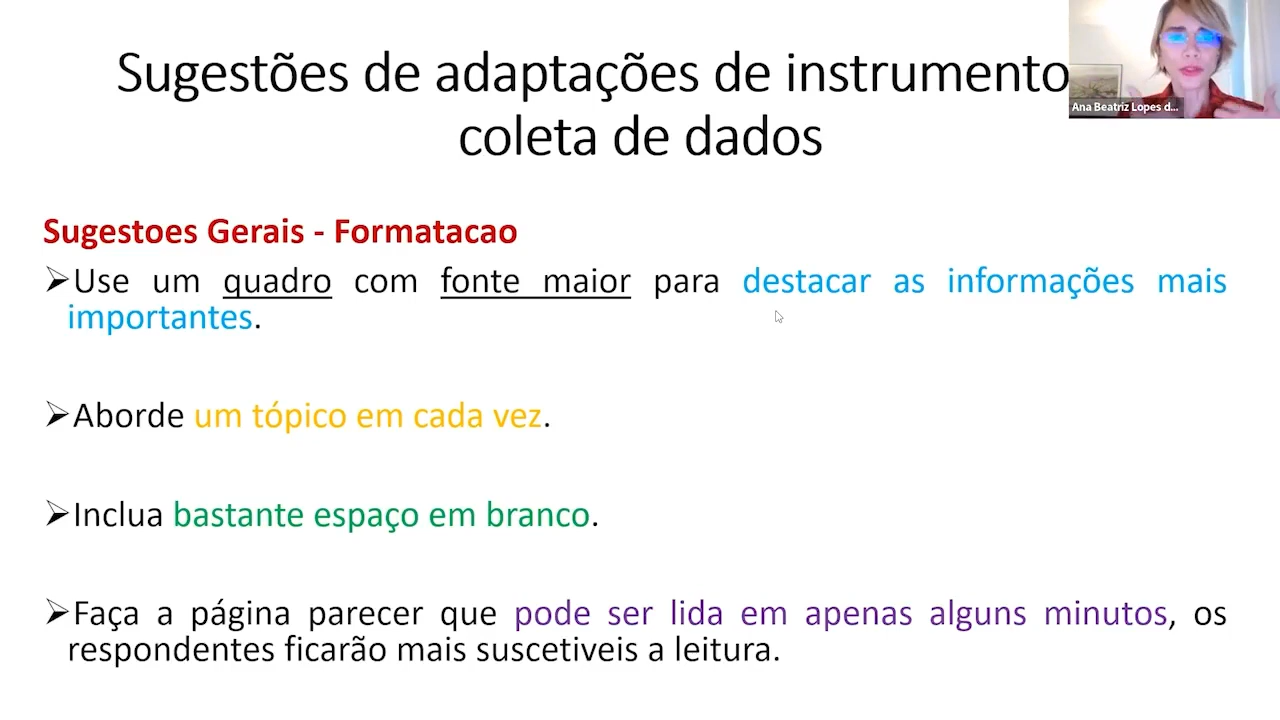 Sugestões de adaptações de instrumento
coleta de dados
Ana Beatriz Lopes d...
Sugestoes Gerais - Formatacao
➢Use um quadro com fonte maior para destacar as informações mais
importantes.
➢Aborde um tópico em cada vez.
➢Inclua bastante espaço em branco.
➢Faça a página parecer que pode ser lida em apenas alguns minutos, os
respondentes ficarão mais suscetiveis a leitura.